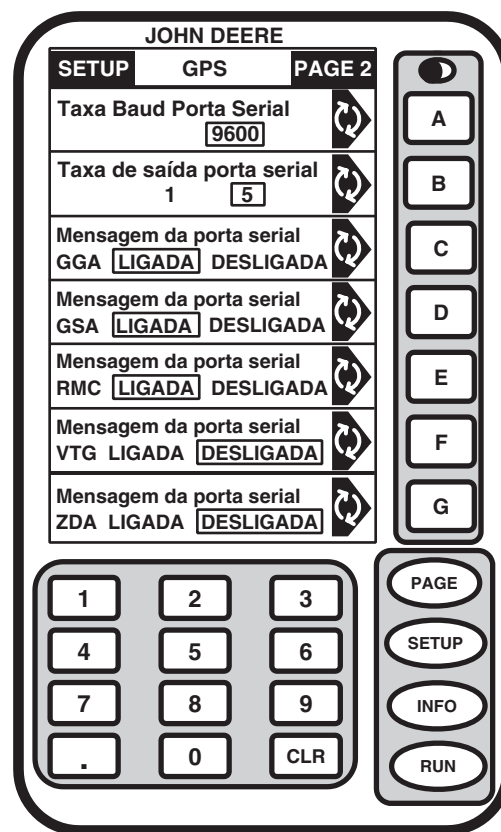 JOHN DEERE
SETUP GPS PAGE 2
Taxa Baud Porta Serial
9600
Taxa de saída porta serial
1 5
Mensagem da porta serial
GGA LIGADA DESLIGADA
Mensagem da porta serial
GSA LIGADA DESLIGADA
Mensagem da porta serial
RMC LIGADA DESLIGADA
Mensagem da porta serial
VTG LIGADA DESLIGADA
Mensagem da porta serial
ZDA LIGADA DESLIGADA
A
B
C
D
E
F
G
1 2 3
4 5 6
7 8 9
. 0 CLR
PAGE
SETUP
INFO
RUN